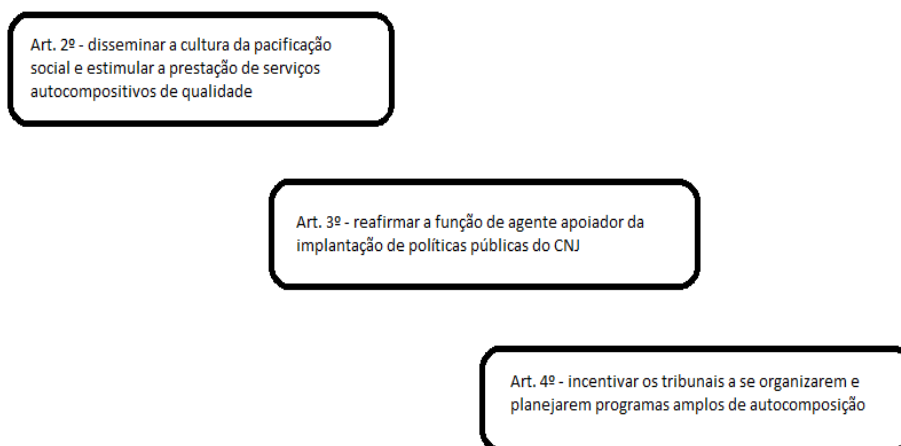 Art. 2º - disseminar a cultura da pacificação
social e estimular a prestação de serviços
autocompositivos de qualidade
Art. 3º - reafirmar a função de agente apoiador da
implantação de políticas públicas do CNJ
Art. 4º - incentivar os tribunais a se organizarem e
planejarem programas amplos de autocomposição